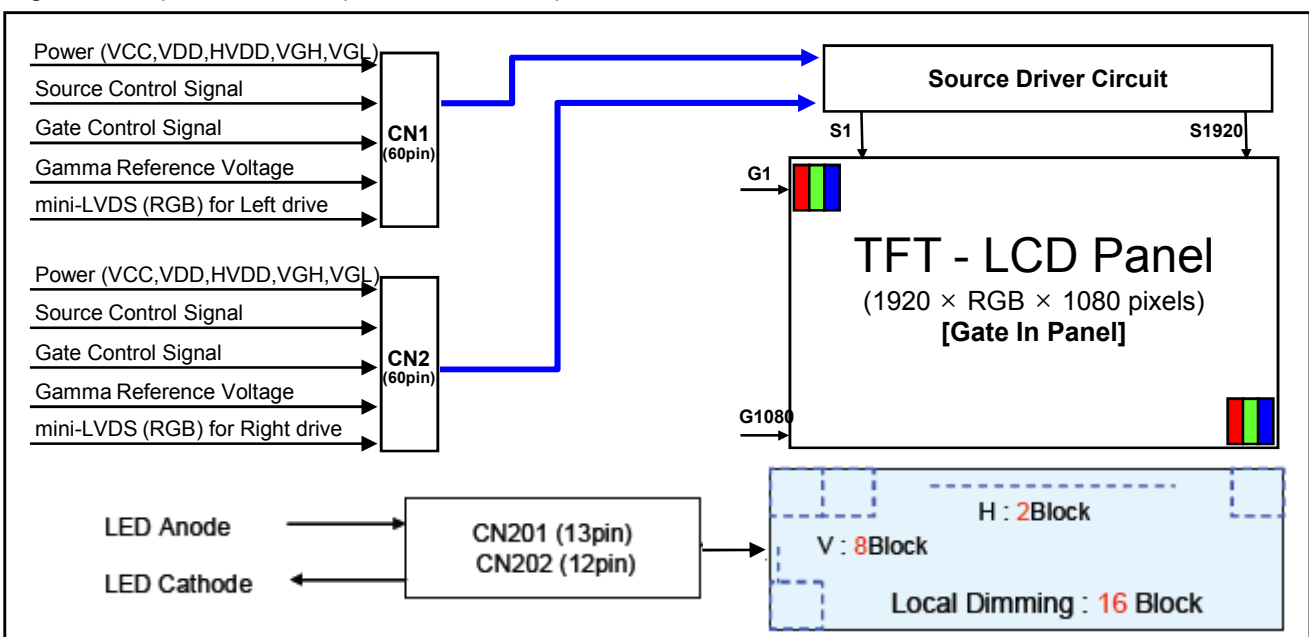 Power (VCC,VDD,HVDD,VGH,VGL)
Source Control Signal
Gate Control Signal
Gamma Reference Voltage
mini-LVDS (RGB) for Left drive
CN1
(60pin)
Power (VCC,VDD,HVDD,VGH,VGL)
Source Control Signal
Gate Control Signal
Gamma Reference Voltage
mini-LVDS (RGB) for Right drive
CN2
(60pin)
Source Driver Circuit
S1
S1920
G1
TFT - LCD Panel
(1920 × RGB × 1080 pixels)
[Gate In Panel]
G1080
LED Anode
LED Cathode
CN201 (13pin)
CN202 (12pin)
H : 2Block
V : 8Block
Local Dimming : 16 Block